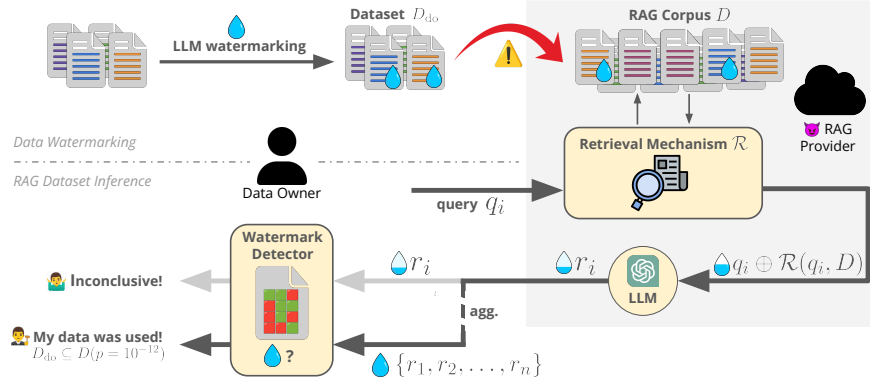 Dataset D_do
LLM watermarking
RAG Corpus D
RAG
Provider
Data Watermarking
RAG Dataset Inference
Data Owner
Retrieval Mechanism ℛ
query q_i
Watermark
Detector
?
r_i
r_i
LLM
q_i ⊕ ℛ(q_i, D)
Inconclusive!
agg.
My data was used!
D_do ⊆ D(p = 10^{-12})
{r_1, r_2, . . . , r_n}